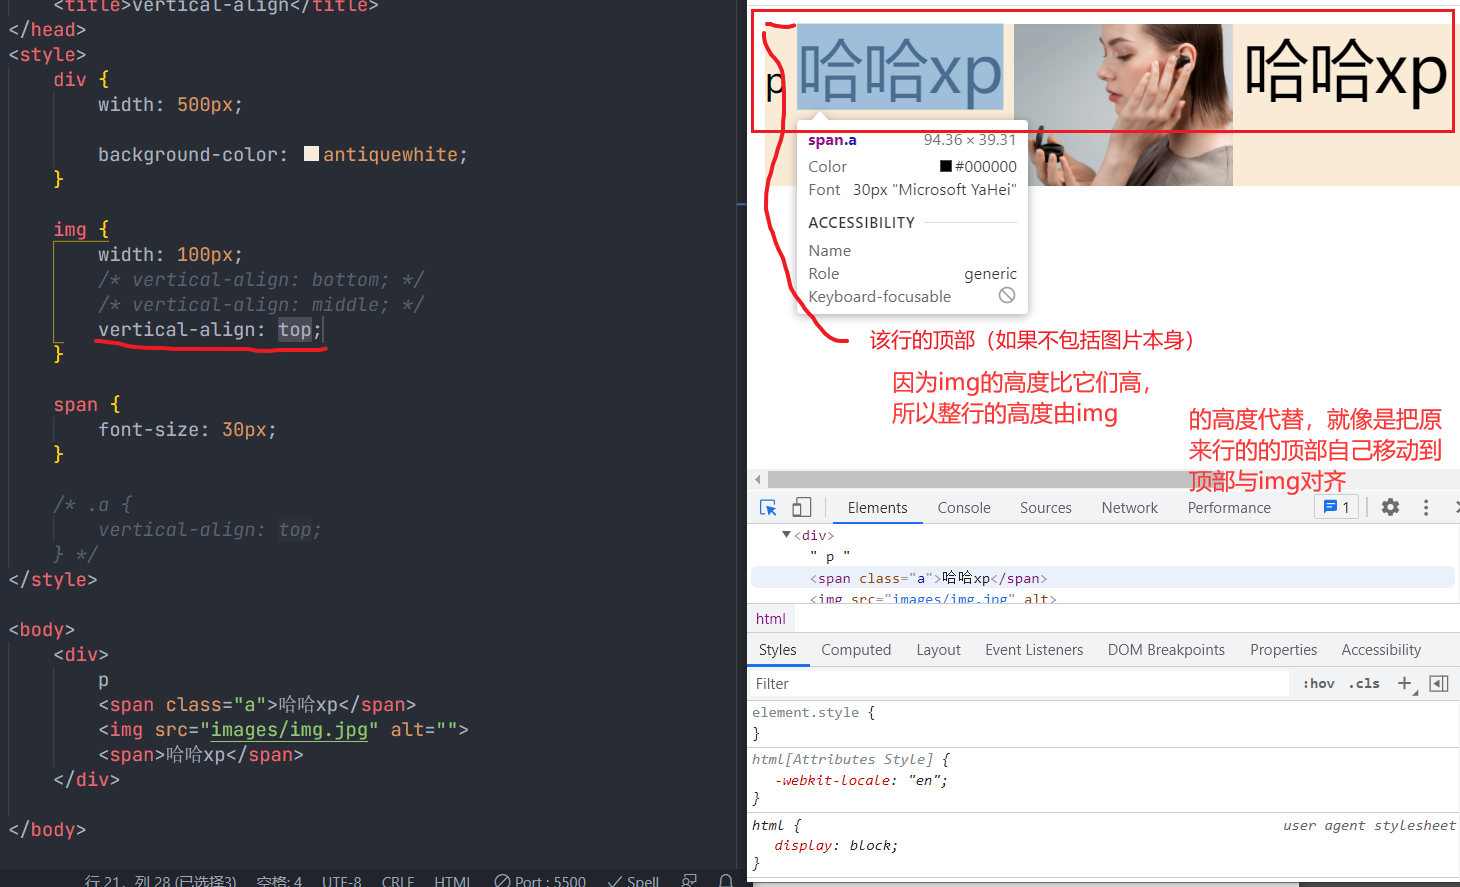 <title>vertical-align</title>
</head>
<style>
div {
width: 500px;
background-color: antiquewhite;
}
img {
width: 100px;
/* vertical-align: bottom; */
/* vertical-align: middle; */
vertical-align: top;
}
span {
font-size: 30px;
}
/* .a {
vertical-align: top;
} */
</style>
<body>
<div>
p
<span class="a">哈哈xp</span>
<img src="images/img.jpg" alt="">
<span>哈哈xp</span>
</div>
</body>
行 21，列 28 (已选择3) 空格: 4 UTF-8 CRLF HTML Port : 5500 Spell
p 哈哈xp 哈哈xp
span.a 94.36 × 39.31
Color #000000
Font 30px "Microsoft YaHei"
ACCESSIBILITY
Name
Role generic
Keyboard-focusable
该行的顶部（如果不包括图片本身）
因为img的高度比它们高，
所以整行的高度由img
的高度代替，就像是把原
来行的的顶部自己移动到
顶部与img对齐
Elements Console Sources Network Performance 1
<div>
" p "
<span class="a">哈哈xp</span>
<img src="images/img.jpg" alt>
html
Styles Computed Layout Event Listeners DOM Breakpoints Properties Accessibility
Filter :hov .cls
element.style {
}
html[Attributes Style] {
-webkit-locale: "en";
}
html { user agent stylesheet
display: block;
}